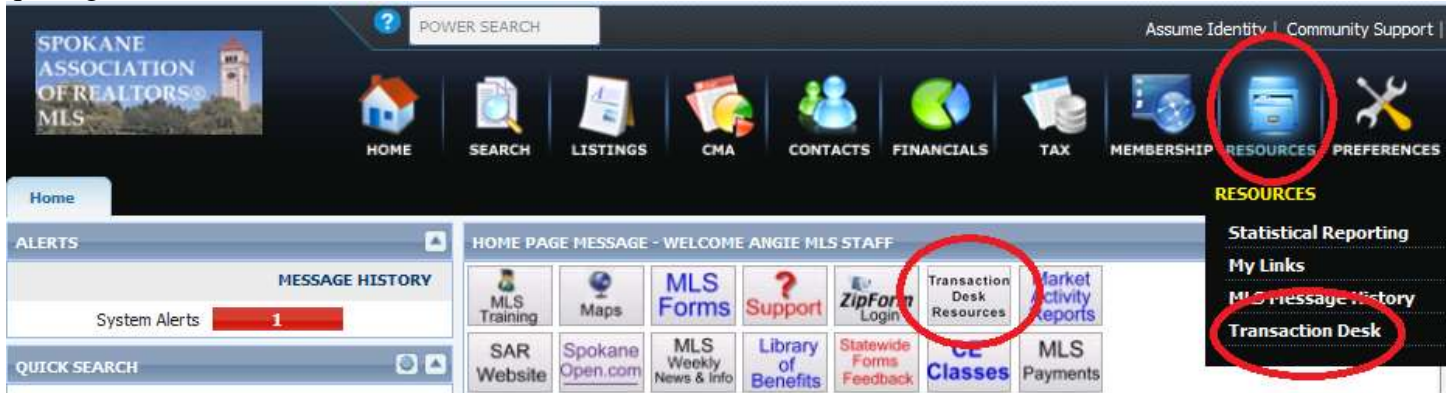 POWER SEARCH
Assume Identity | Community Support |
SPOKANE
ASSOCIATION
OF REALTORS®
MLS
HOME
SEARCH
LISTINGS
CMA
CONTACTS
FINANCIALS
TAX
MEMBERSHIP
RESOURCES
PREFERENCES
Home
RESOURCES
Statistical Reporting
My Links
MLS Message History
Transaction Desk
ALERTS
MESSAGE HISTORY
System Alerts 1
QUICK SEARCH
HOME PAGE MESSAGE - WELCOME ANGIE MLS STAFF
MLS
Training
Maps
MLS
Forms
?
Support
ZipForm
Login
Transaction
Desk
Resources
Market
Activity
Reports
SAR
Website
Spokane
Open.com
MLS
Weekly
News & Info
Library
of
Benefits
Statewide
Forms
Feedback
CE
Classes
MLS
Payments